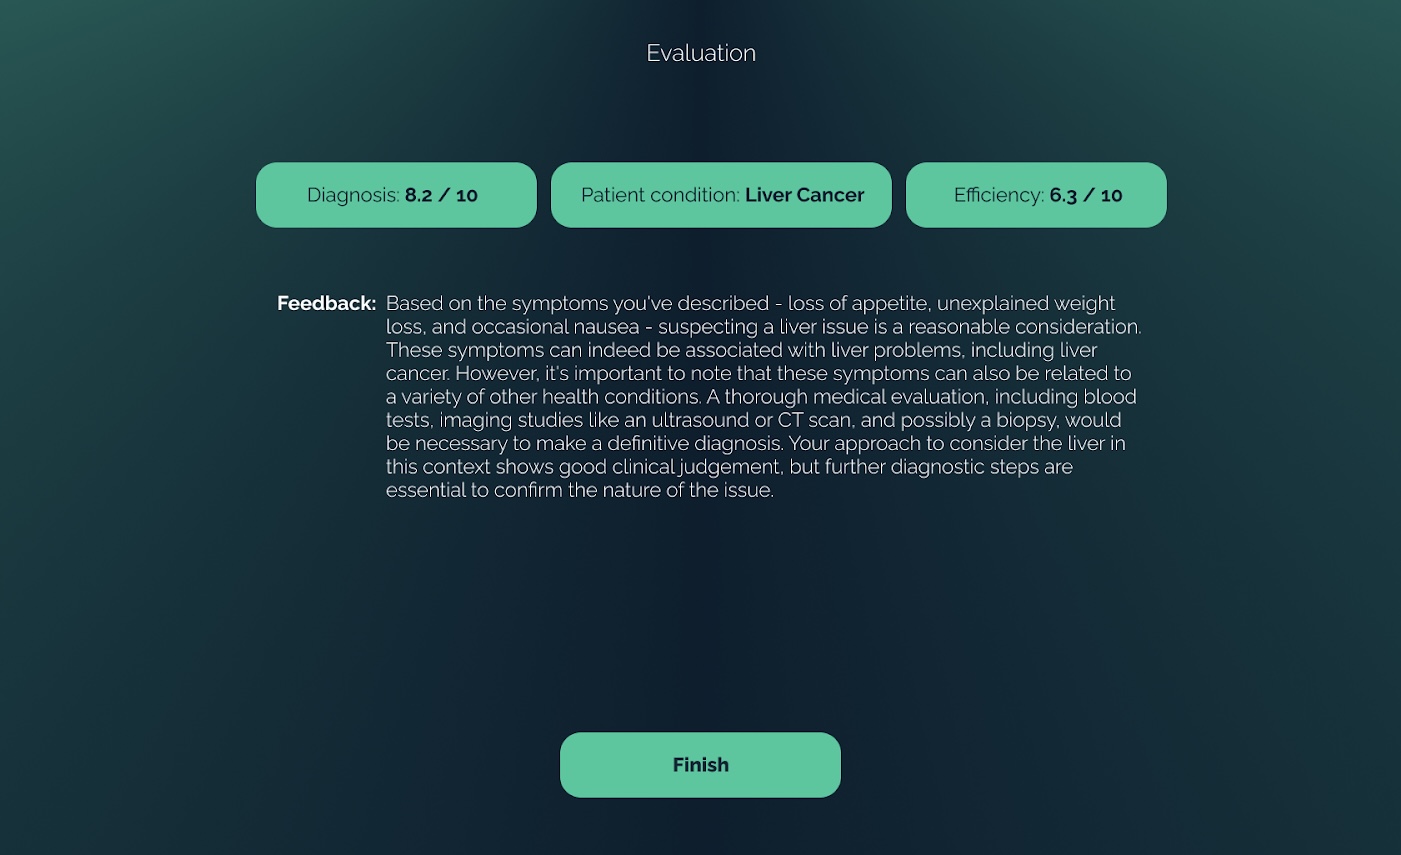 Evaluation
Diagnosis: 8.2 / 10
Patient condition: Liver Cancer
Efficiency: 6.3 / 10
Feedback: Based on the symptoms you've described - loss of appetite, unexplained weight
loss, and occasional nausea - suspecting a liver issue is a reasonable consideration.
These symptoms can indeed be associated with liver problems, including liver
cancer. However, it's important to note that these symptoms can also be related to
a variety of other health conditions. A thorough medical evaluation, including blood
tests, imaging studies like an ultrasound or CT scan, and possibly a biopsy, would
be necessary to make a definitive diagnosis. Your approach to consider the liver in
this context shows good clinical judgement, but further diagnostic steps are
essential to confirm the nature of the issue.
Finish